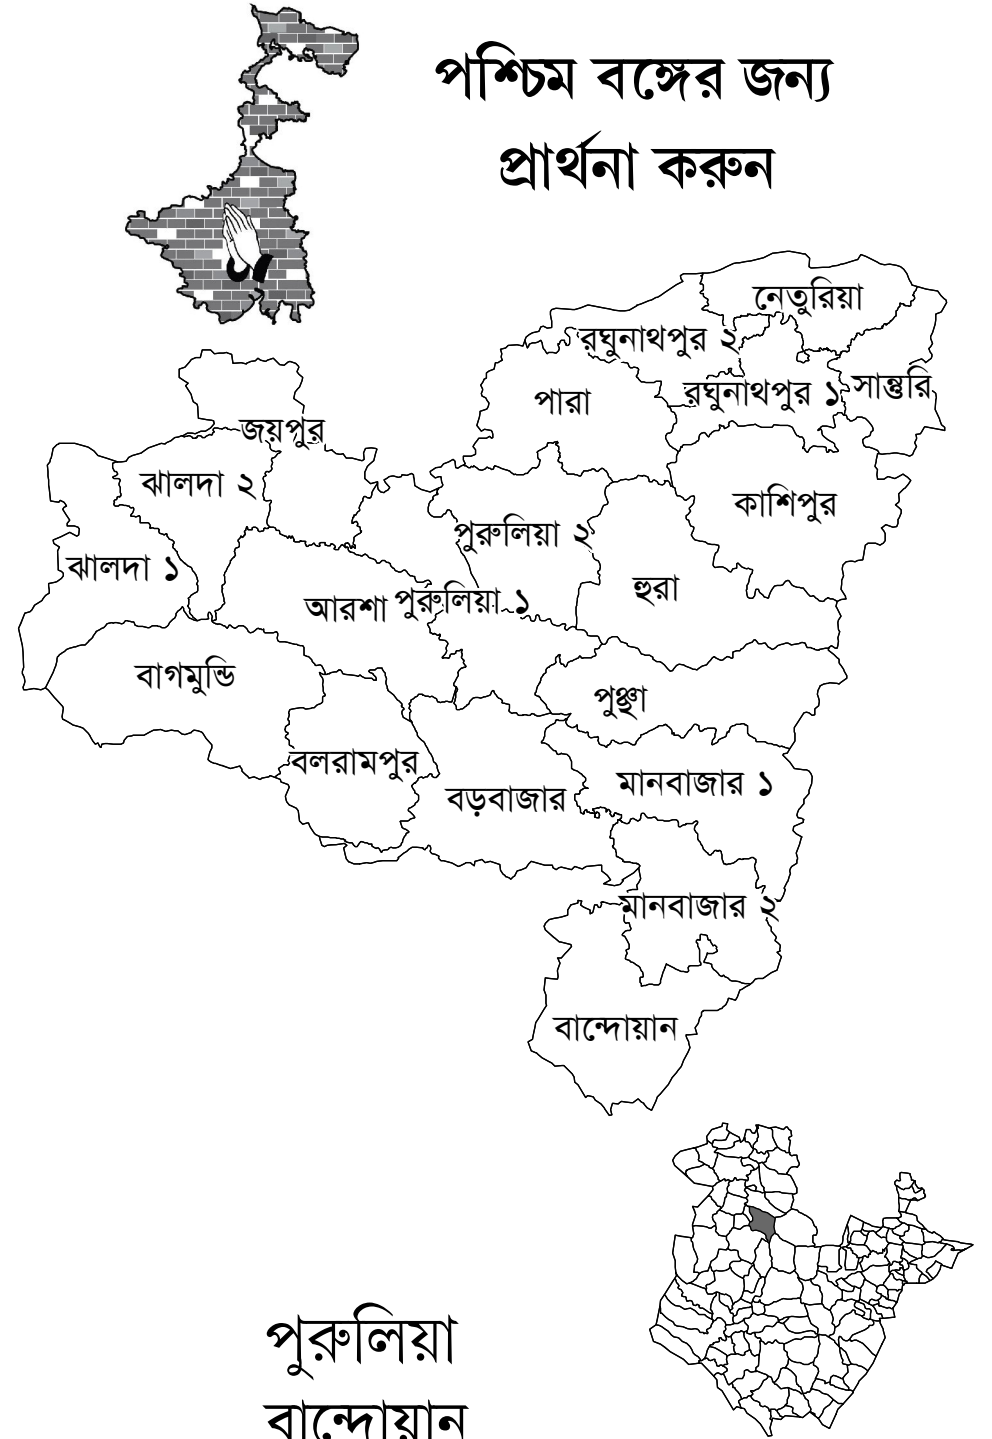 পশ্চিম বঙ্গের জন্য
প্রার্থনা করুন
নেতুরিয়া
রঘুনাথপুর ২
রঘুনাথপুর ১
সান্তুরি
পারা
জয়পুর
ঝালদা ২
কাশিপুর
পুরুলিয়া ২
ঝালদা ১
হুরা
আরশা
পুরুলিয়া ১
বাগমুন্ডি
পুঞ্ছা
বলরামপুর
মানবাজার ১
বড়বাজার
মানবাজার ২
বান্দোয়ান
পুরুলিয়া
বান্দোয়ান